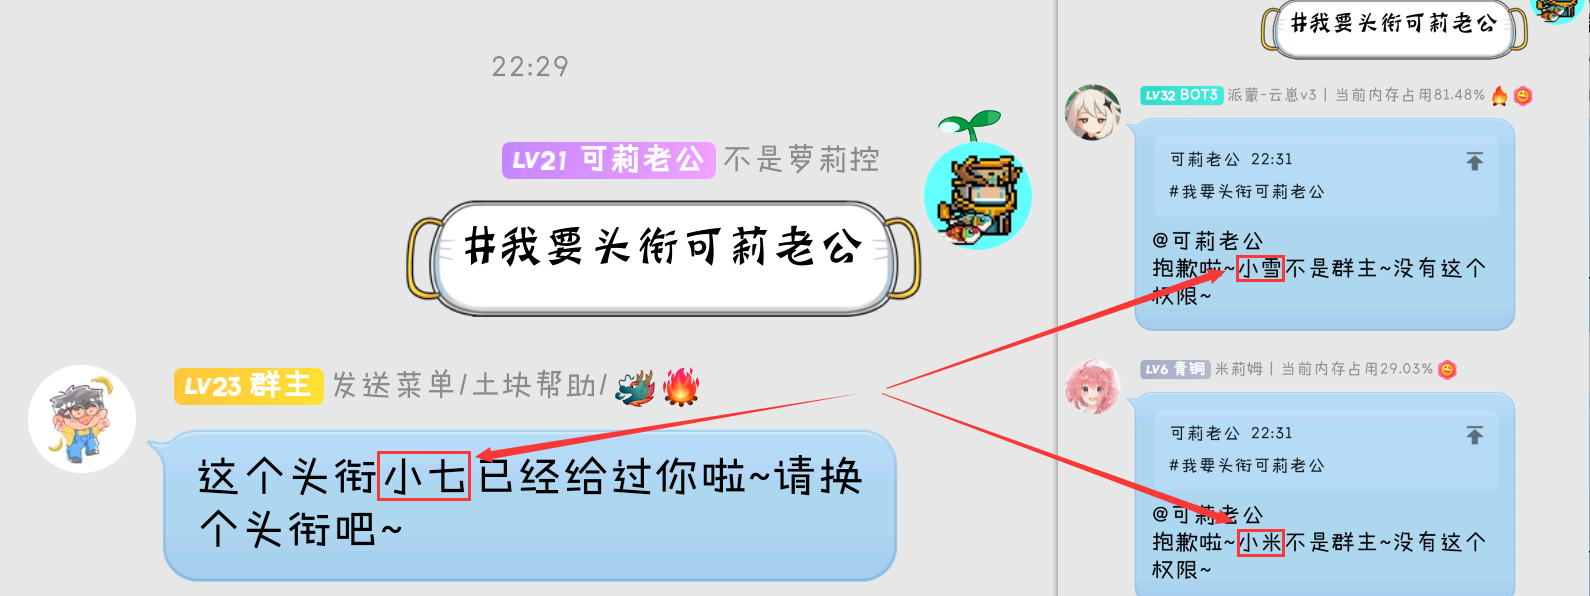 22:29
LV21 可莉老公 不是萝莉控
#我要头衔可莉老公
LV23 群主 发送菜单/土块帮助/
这个头衔小七已经给过你啦~请换
个头衔吧~
#我要头衔可莉老公
LV32 BOT3 派蒙-云崽v3 | 当前内存占用81.48%
可莉老公 22:31
#我要头衔可莉老公
@可莉老公
抱歉啦~小雪不是群主~没有这个
权限~
LV6 青铜 米莉姆 | 当前内存占用29.03%
可莉老公 22:31
#我要头衔可莉老公
@可莉老公
抱歉啦~小米不是群主~没有这个
权限~